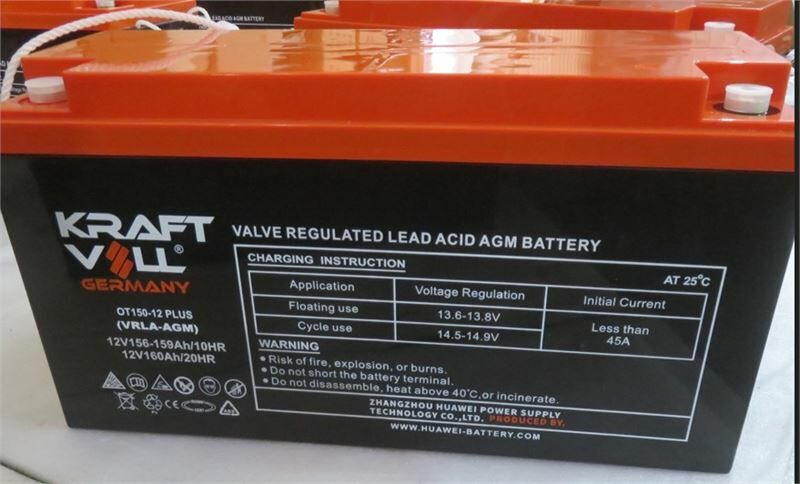 LEAD ACID AGM BATTERY
KRAFT
VOLL®
GERMANY
OT150-12 PLUS
(VRLA-AGM)
12V156-159Ah/10HR
12V160Ah/20HR
CE
VALVE REGULATED LEAD ACID AGM BATTERY
CHARGING INSTRUCTION
AT 25°C
Application Voltage Regulation Initial Current
Floating use 13.6-13.8V Less than
Cycle use 14.5-14.9V 45A
WARNING
• Risk of fire, explosion, or burns.
• Do not short the battery terminal.
• Do not disassemble, heat above 40°C,or incinerate.
ZHANGZHOU HUAWEI POWER SUPPLY
TECHNOLOGY CO.,LTD. PRODUCED BY.
WWW.HUAWEI-BATTERY.COM